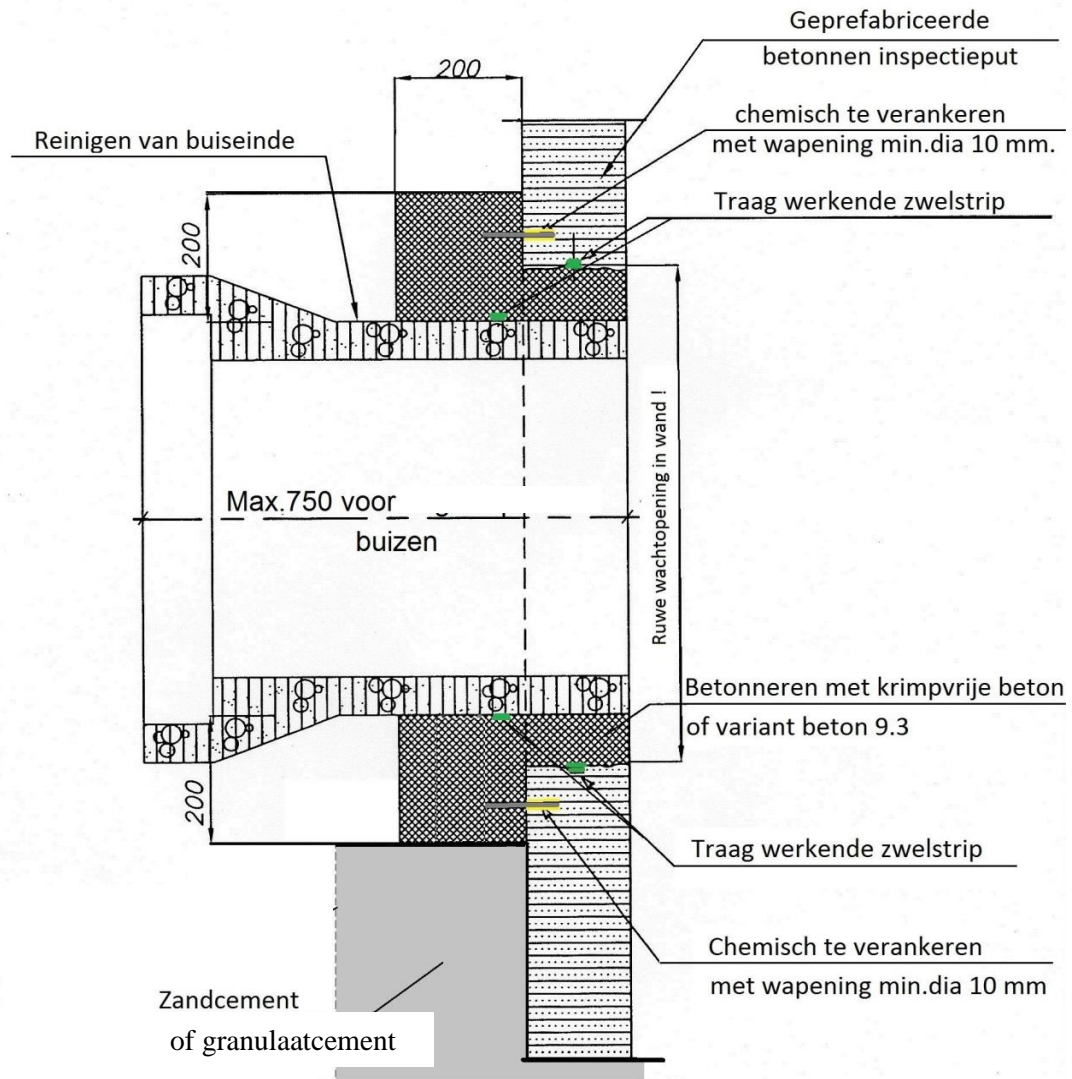 Geprefabriceerde
betonnen inspectieput
200
chemisch te verankeren
met wapening min.dia 10 mm.
Reinigen van buiseinde
Traag werkende zwelstrip
200
Ruwe wachtopening in wand !
Max.750 voor
buizen
Betonneren met krimpvrije beton
of variant beton 9.3
200
Traag werkende zwelstrip
Chemisch te verankeren
met wapening min.dia 10 mm
Zandcement
of granulaatcement